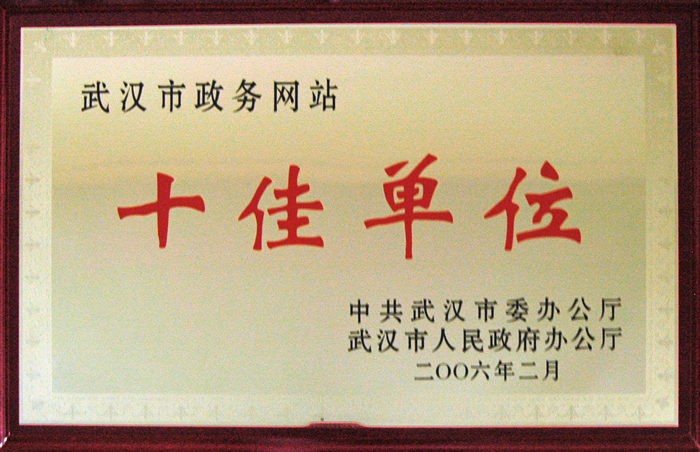 武汉市政务网站
十佳单位
中共武汉市委办公厅
武汉市人民政府办公厅
二OO六年二月